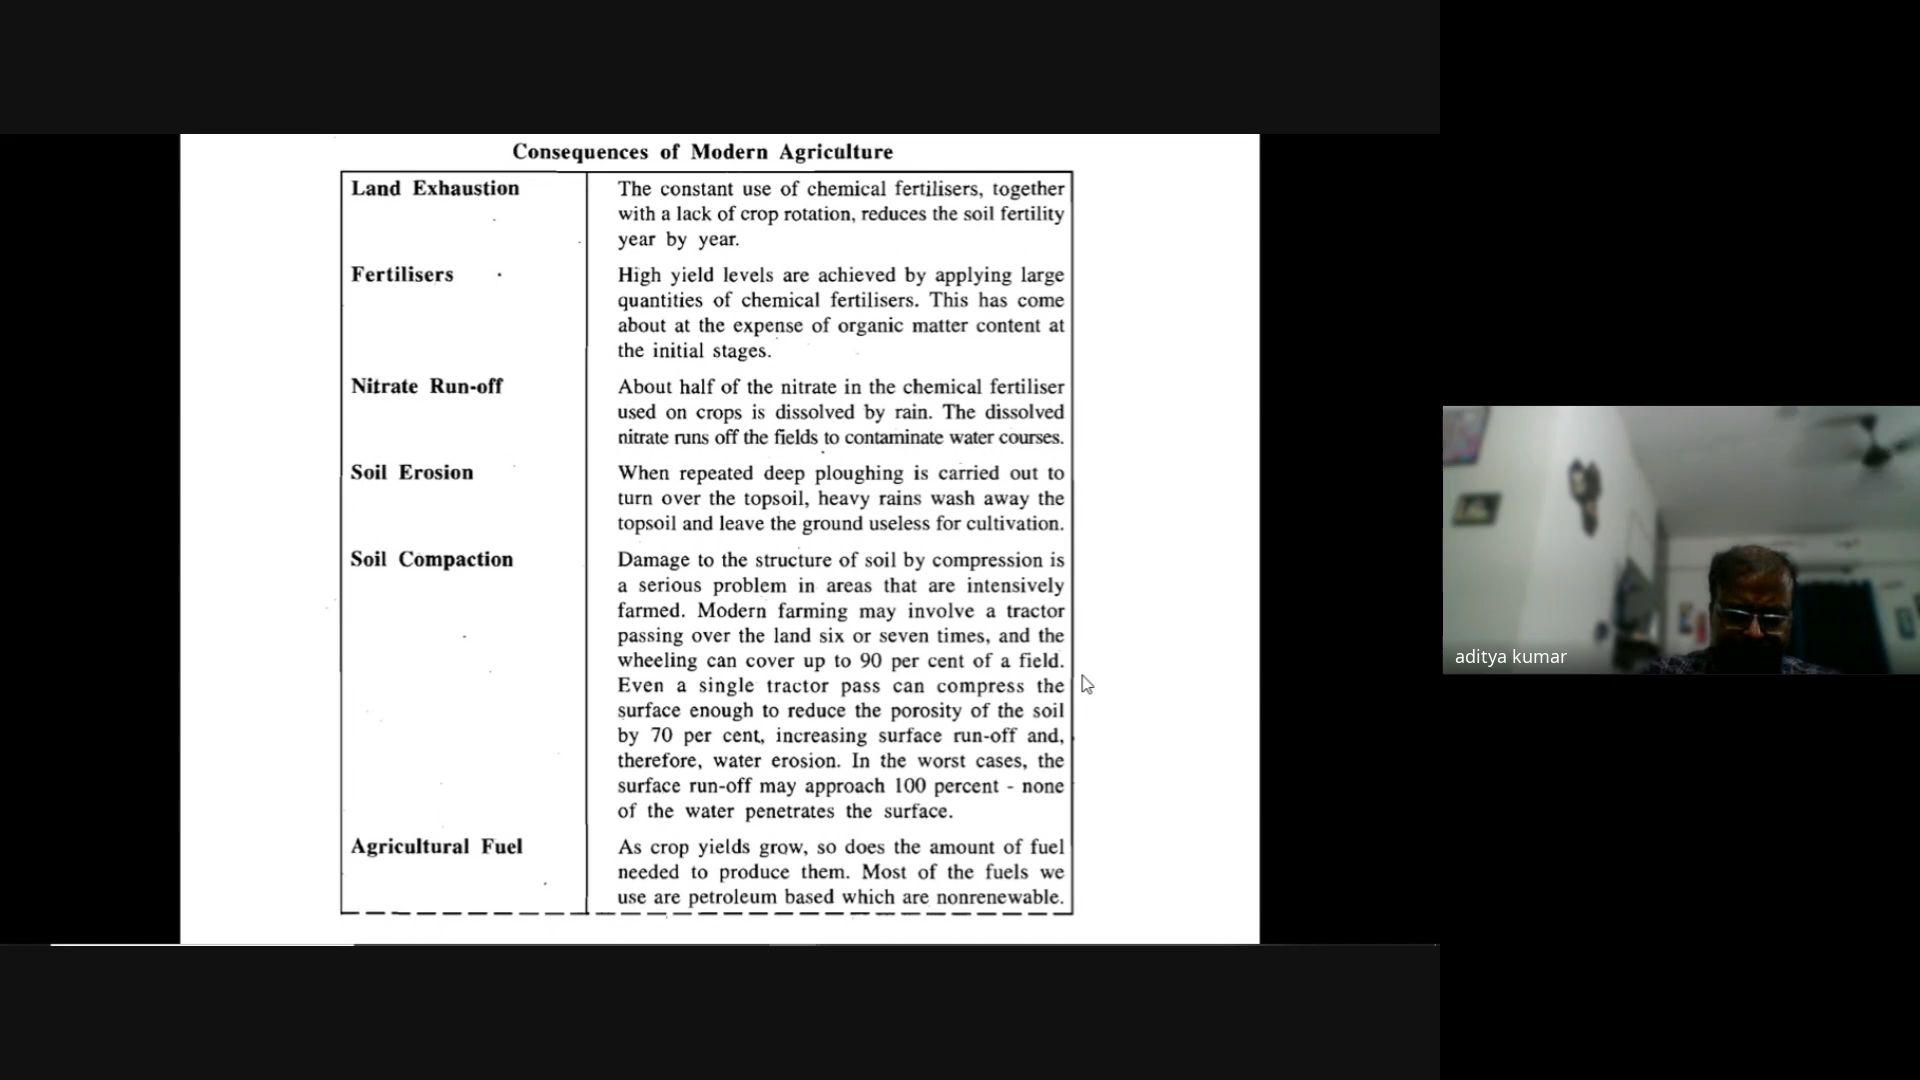 Consequences of Modern Agriculture
Land Exhaustion
The constant use of chemical fertilisers, together
with a lack of crop rotation, reduces the soil fertility
year by year.
Fertilisers
High yield levels are achieved by applying large
quantities of chemical fertilisers. This has come
about at the expense of organic matter content at
the initial stages.
Nitrate Run-off
About half of the nitrate in the chemical fertiliser
used on crops is dissolved by rain. The dissolved
nitrate runs off the fields to contaminate water courses.
Soil Erosion
When repeated deep ploughing is carried out to
turn over the topsoil, heavy rains wash away the
topsoil and leave the ground useless for cultivation.
Soil Compaction
Damage to the structure of soil by compression is
a serious problem in areas that are intensively
farmed. Modern farming may involve a tractor
passing over the land six or seven times, and the
wheeling can cover up to 90 per cent of a field.
Even a single tractor pass can compress the
surface enough to reduce the porosity of the soil
by 70 per cent, increasing surface run-off and,
therefore, water erosion. In the worst cases, the
surface run-off may approach 100 percent - none
of the water penetrates the surface.
Agricultural Fuel
As crop yields grow, so does the amount of fuel
needed to produce them. Most of the fuels we
use are petroleum based which are nonrenewable.
aditya kumar